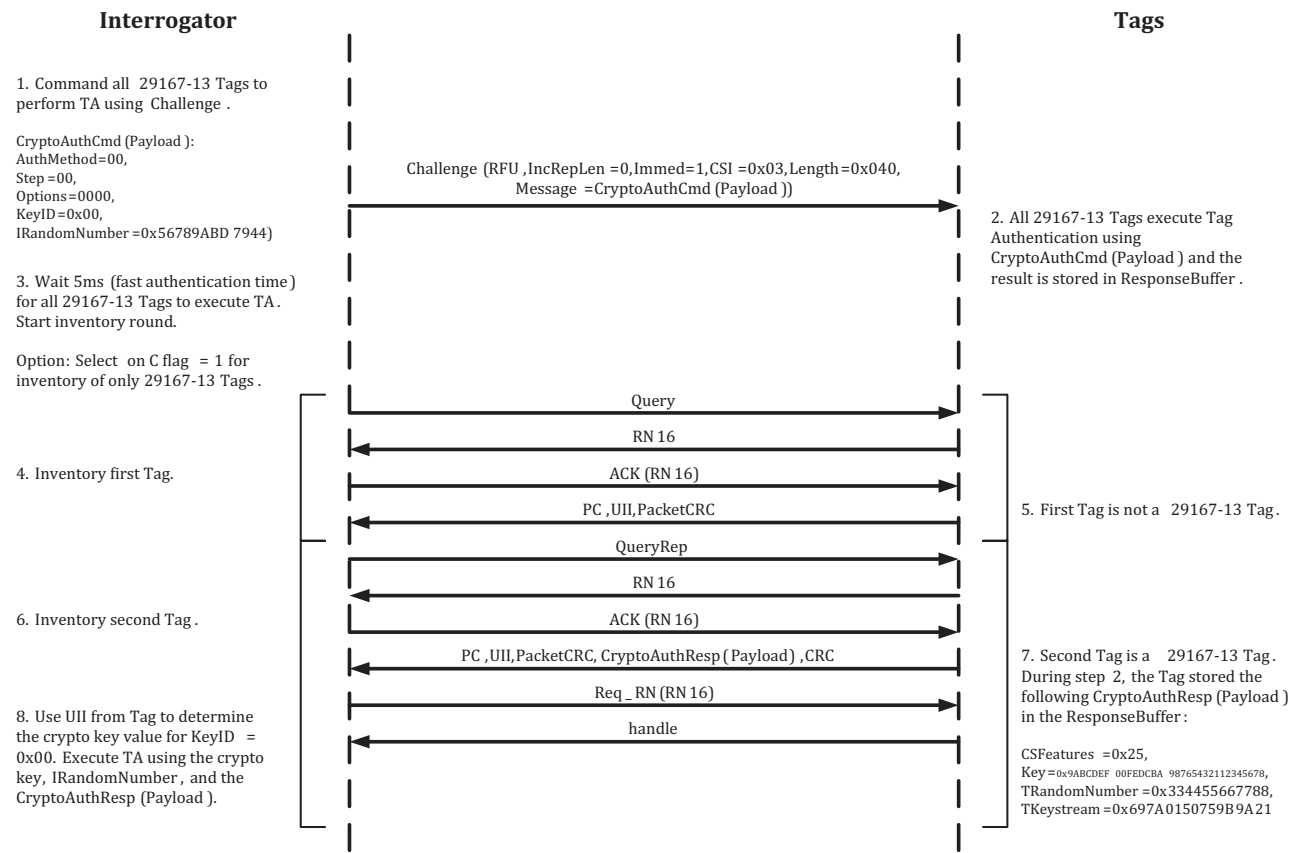 Interrogator
Tags
1. Command all 29167-13 Tags to
perform TA using Challenge .
CryptoAuthCmd (Payload ):
AuthMethod=00,
Step =00,
Options=0000,
KeyID=0x00,
IRandomNumber =0x56789ABD 7944)
Challenge (RFU ,IncRepLen =0,Immed=1,CSI =0x03,Length=0x040,
Message =CryptoAuthCmd (Payload ))
2. All 29167-13 Tags execute Tag
Authentication using
CryptoAuthCmd (Payload ) and the
result is stored in ResponseBuffer .
3. Wait 5ms (fast authentication time )
for all 29167-13 Tags to execute TA .
Start inventory round.
Option: Select on C flag = 1 for
inventory of only 29167-13 Tags .
Query
RN 16
4. Inventory first Tag.
ACK (RN 16)
PC ,UII,PacketCRC
5. First Tag is not a 29167-13 Tag .
QueryRep
RN 16
6. Inventory second Tag .
ACK (RN 16)
PC ,UII,PacketCRC, CryptoAuthResp ( Payload) ,CRC
7. Second Tag is a 29167-13 Tag .
During step 2, the Tag stored the
following CryptoAuthResp (Payload )
in the ResponseBuffer :
CSFeatures =0x25,
Key =0x9ABCDEF 00FEDCBA 98765432112345678,
TRandomNumber =0x334455667788,
TKeystream =0x697A0150759B9A21
Req _ RN (RN 16)
handle
8. Use UII from Tag to determine
the crypto key value for KeyID =
0x00. Execute TA using the crypto
key, IRandomNumber , and the
CryptoAuthResp (Payload ).